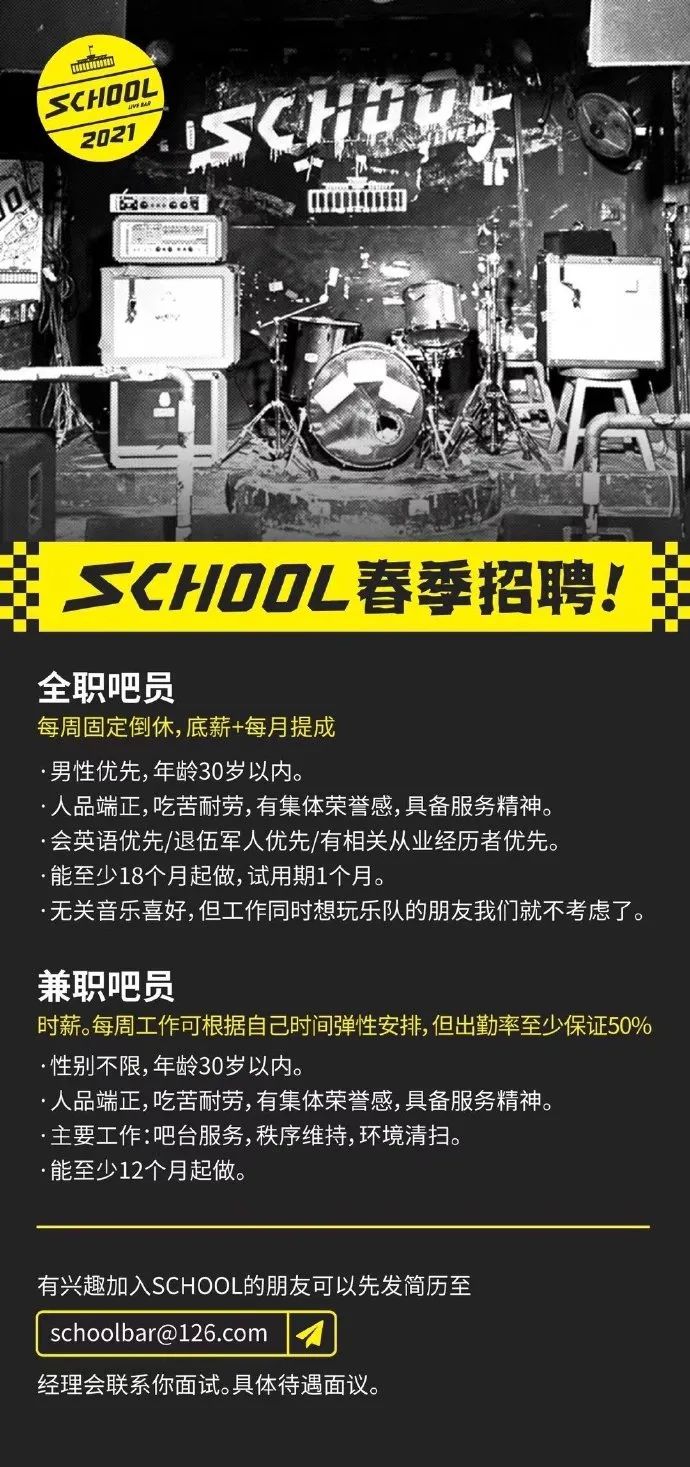 SCHOOL
LIVE BAR
2021
SCHOOL
SCHOOL春季招聘!
全职吧员
每周固定倒休,底薪+每月提成
·男性优先,年龄30岁以内。
·人品端正,吃苦耐劳,有集体荣誉感,具备服务精神。
·会英语优先/退伍军人优先/有相关从业经历者优先。
·能至少18个月起做,试用期1个月。
·无关音乐喜好,但工作同时想玩乐队的朋友我们就不考虑了。
兼职吧员
时薪。每周工作可根据自己时间弹性安排,但出勤率至少保证50%
·性别不限,年龄30岁以内。
·人品端正,吃苦耐劳,有集体荣誉感,具备服务精神。
·主要工作:吧台服务,秩序维持,环境清扫。
·能至少12个月起做。
有兴趣加入SCHOOL的朋友可以先发简历至
schoolbar@126.com
经理会联系你面试。具体待遇面议。